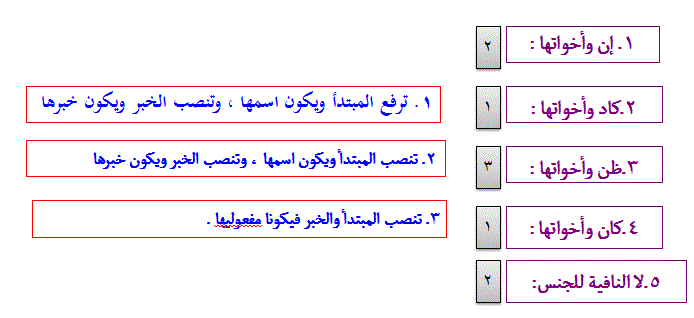 ١. إن وأخواتها :
٢
٢.كاد وأخواتها :
١
٣.ظن وأخواتها :
٣
٤.كان وأخواتها :
١
٥.لا النافية للجنس:
٢
١. ترفع المبتدأ ويكون اسمها ، وتنصب الخبر ويكون خبرها
٢. تنصب المبتدأ ويكون اسمها ، وتنصب الخبر ويكون خبرها
٣. تنصب المبتدأ والخبر فيكونا مفعوليها .